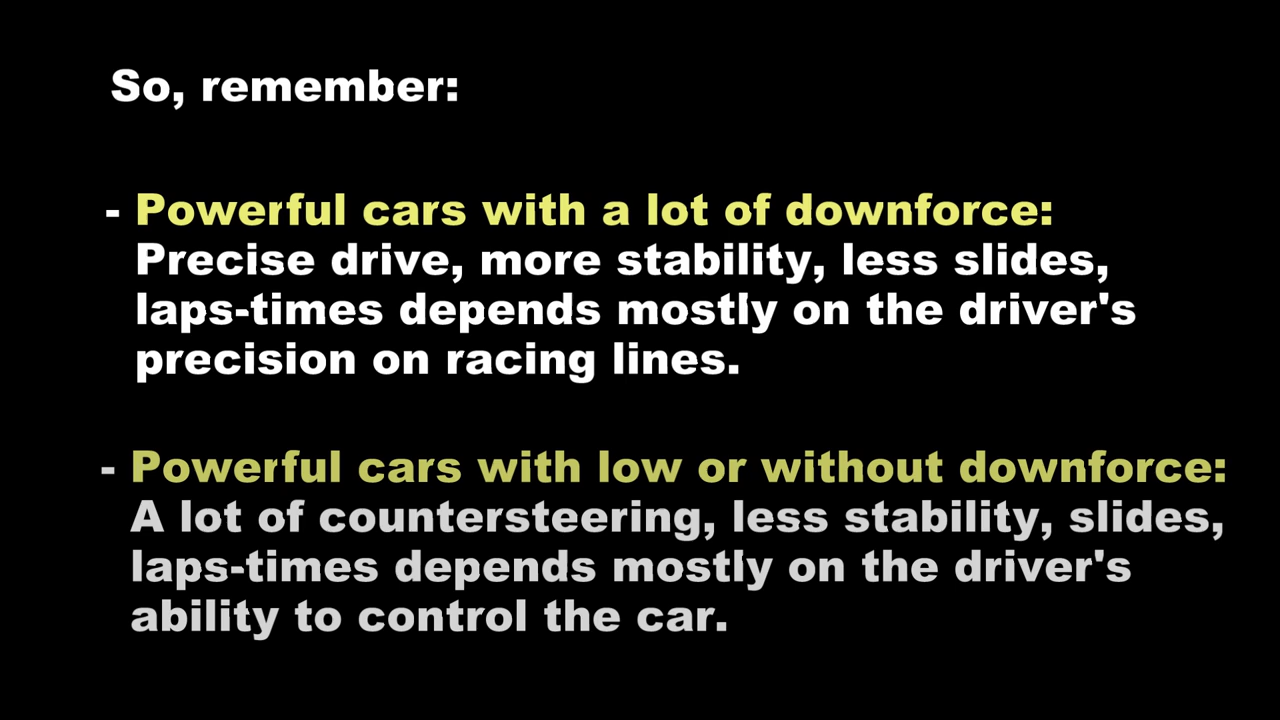 So, remember:
- Powerful cars with a lot of downforce:
Precise drive, more stability, less slides,
laps-times depends mostly on the driver's
precision on racing lines.
- Powerful cars with low or without downforce:
A lot of countersteering, less stability, slides,
laps-times depends mostly on the driver's
ability to control the car.